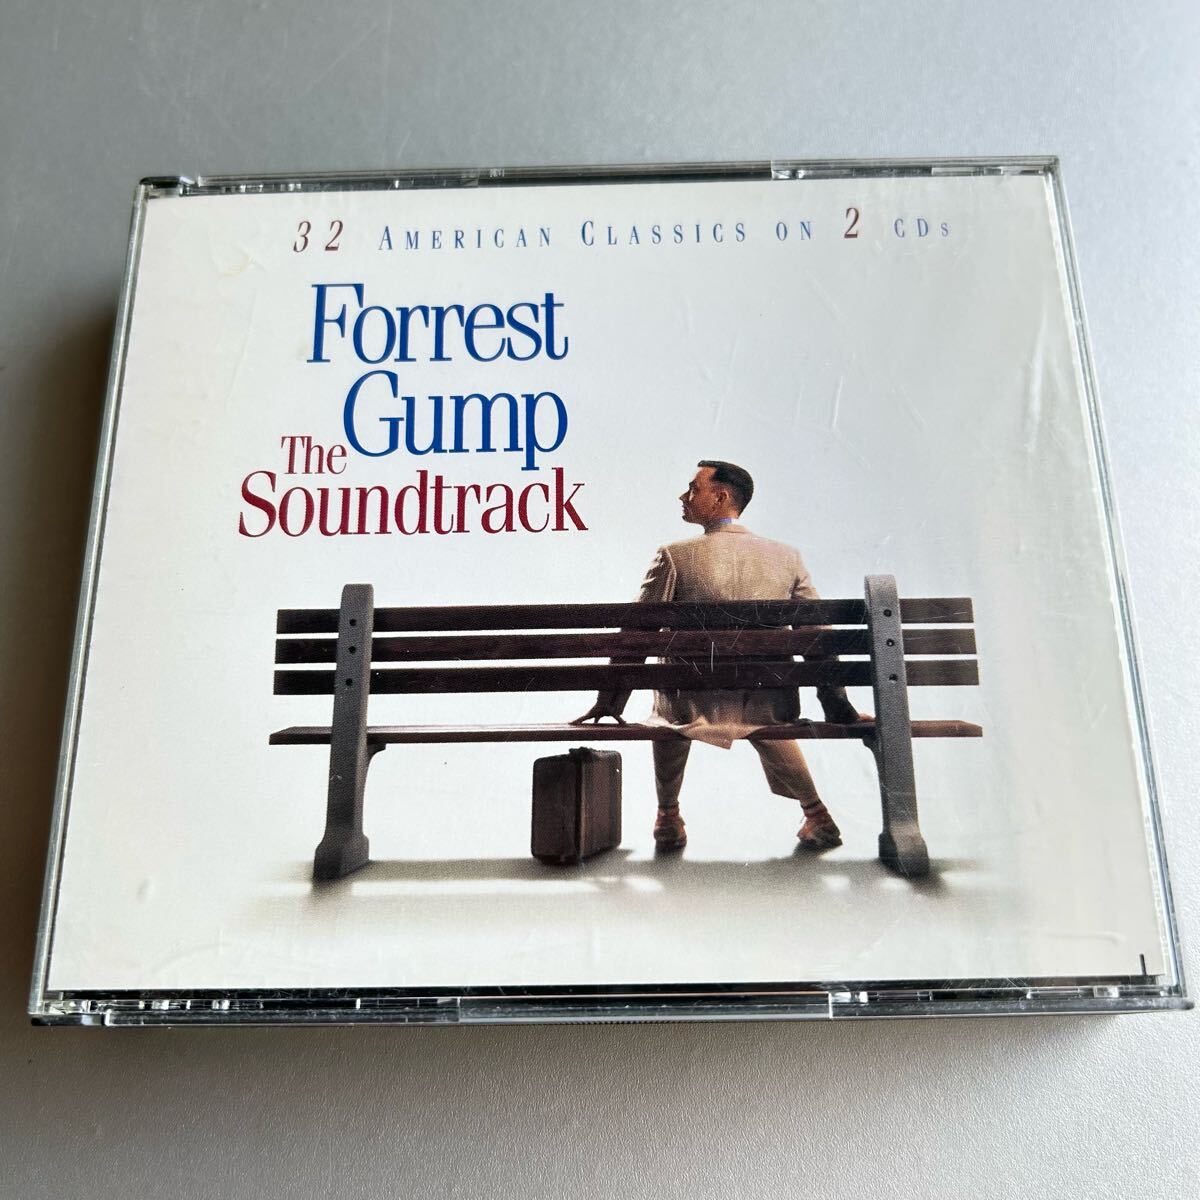 32 American Classics on 2 CDs
Forrest
Gump
The
Soundtrack